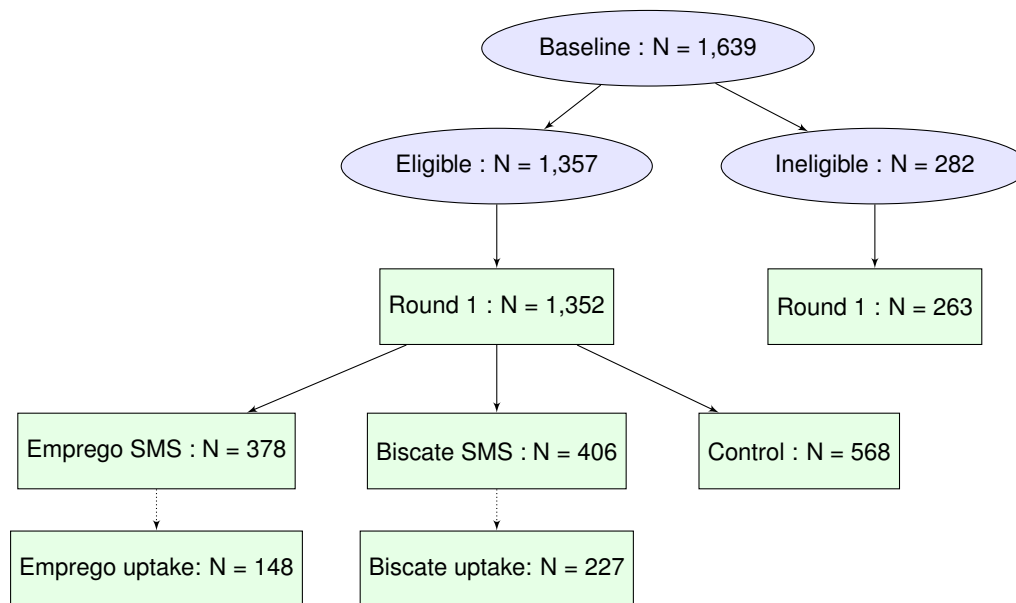 Baseline : N = 1,639
Eligible : N = 1,357
Ineligible : N = 282
Round 1 : N = 1,352
Round 1 : N = 263
Emprego SMS : N = 378
Biscate SMS : N = 406
Control : N = 568
Emprego uptake: N = 148
Biscate uptake: N = 227